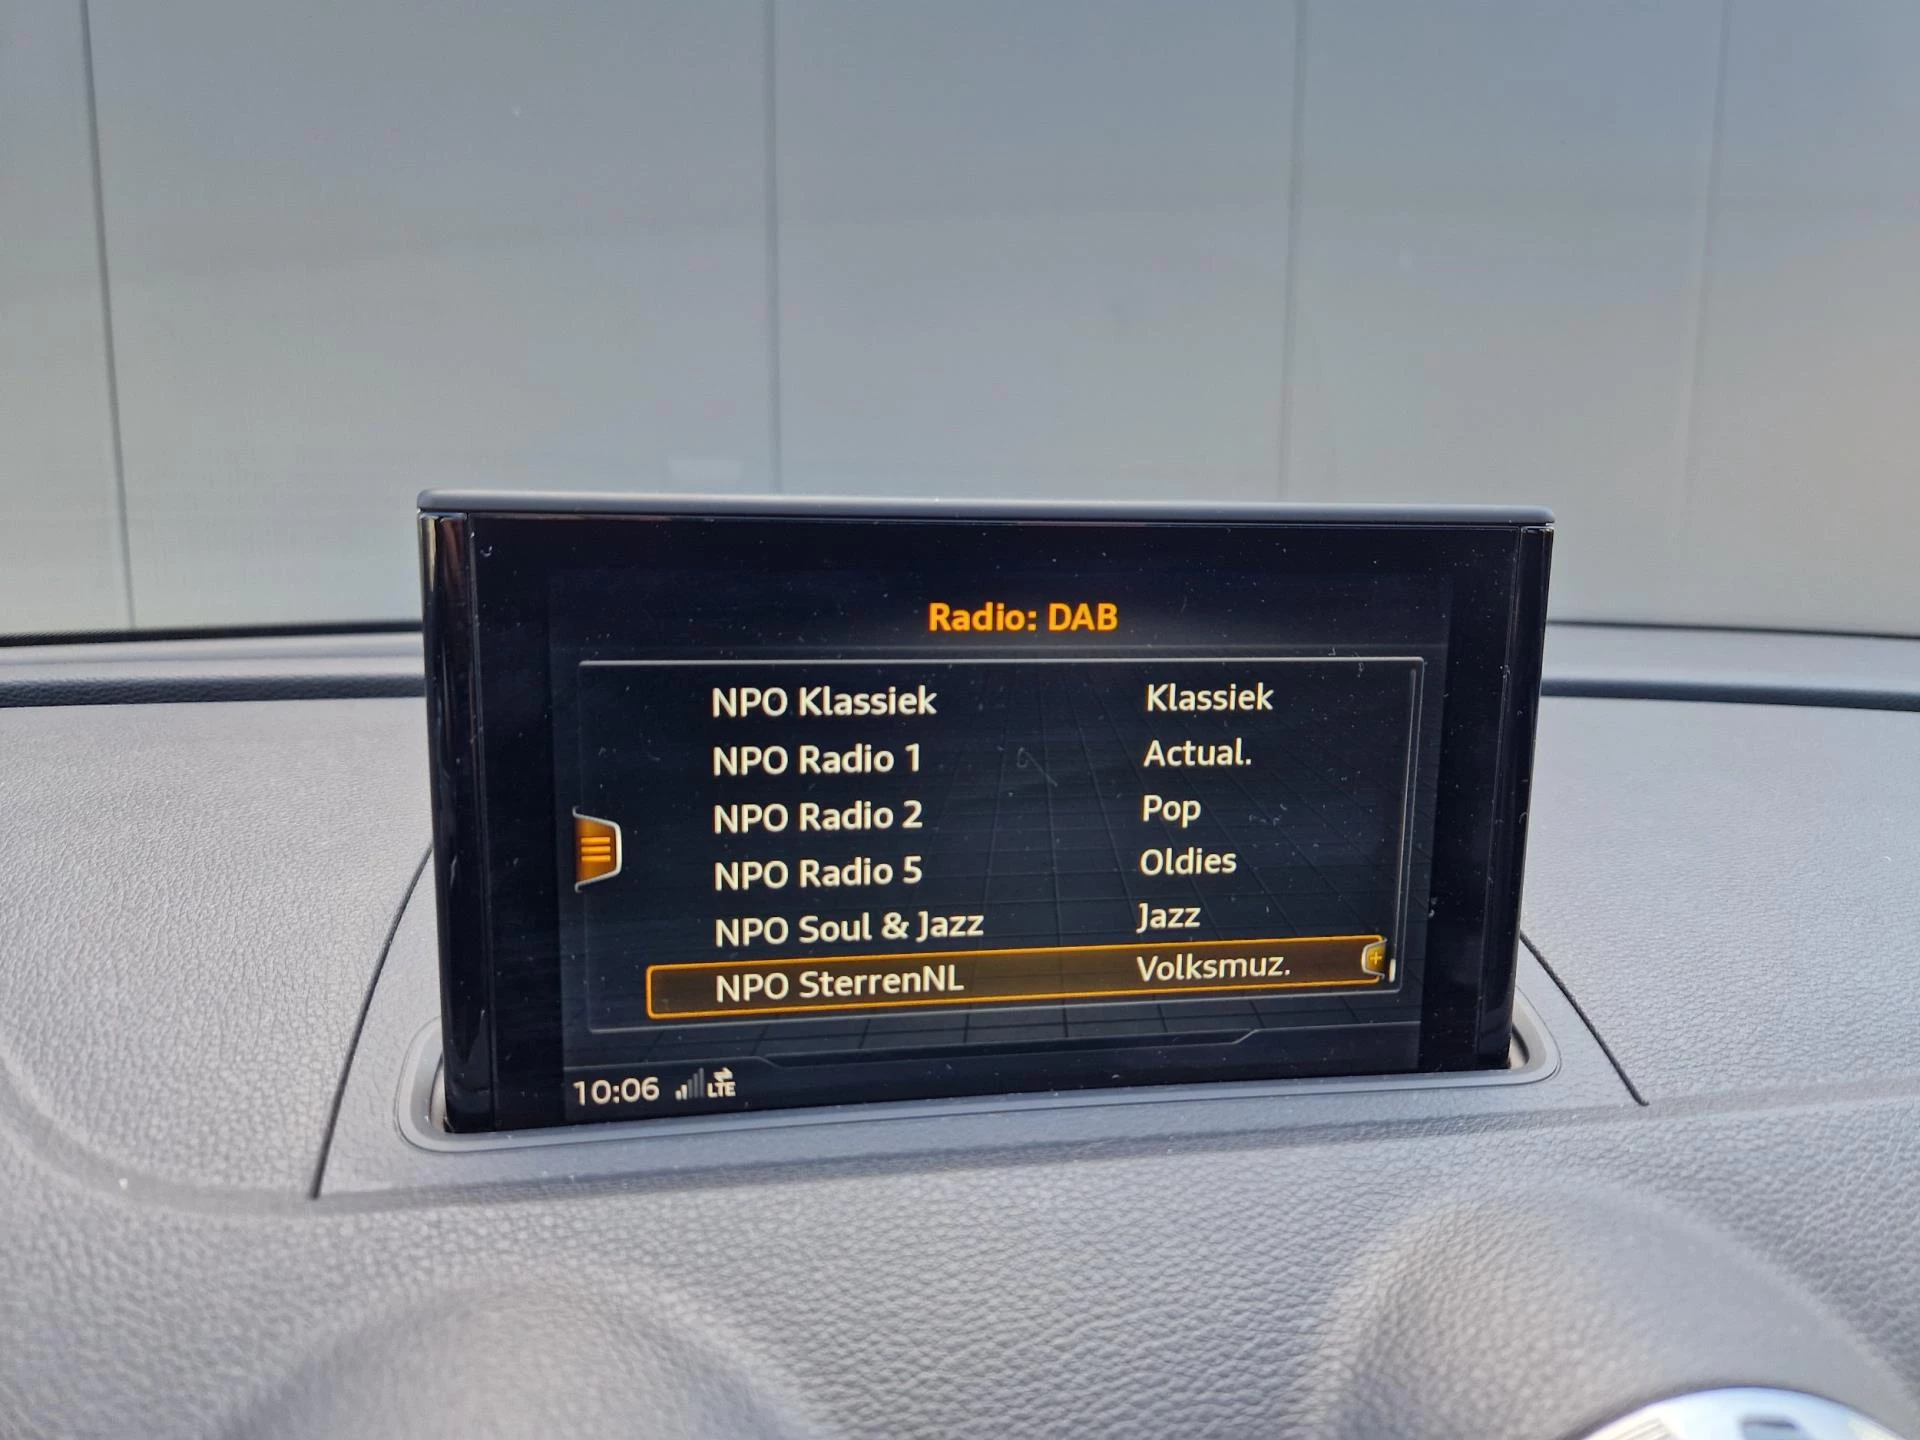 Radio: DAB
NPO Klassiek Klassiek
NPO Radio 1 Actual.
NPO Radio 2 Pop
NPO Radio 5 Oldies
NPO Soul & Jazz Jazz
NPO SterrenNL Volksmuz.
10:06 LTE